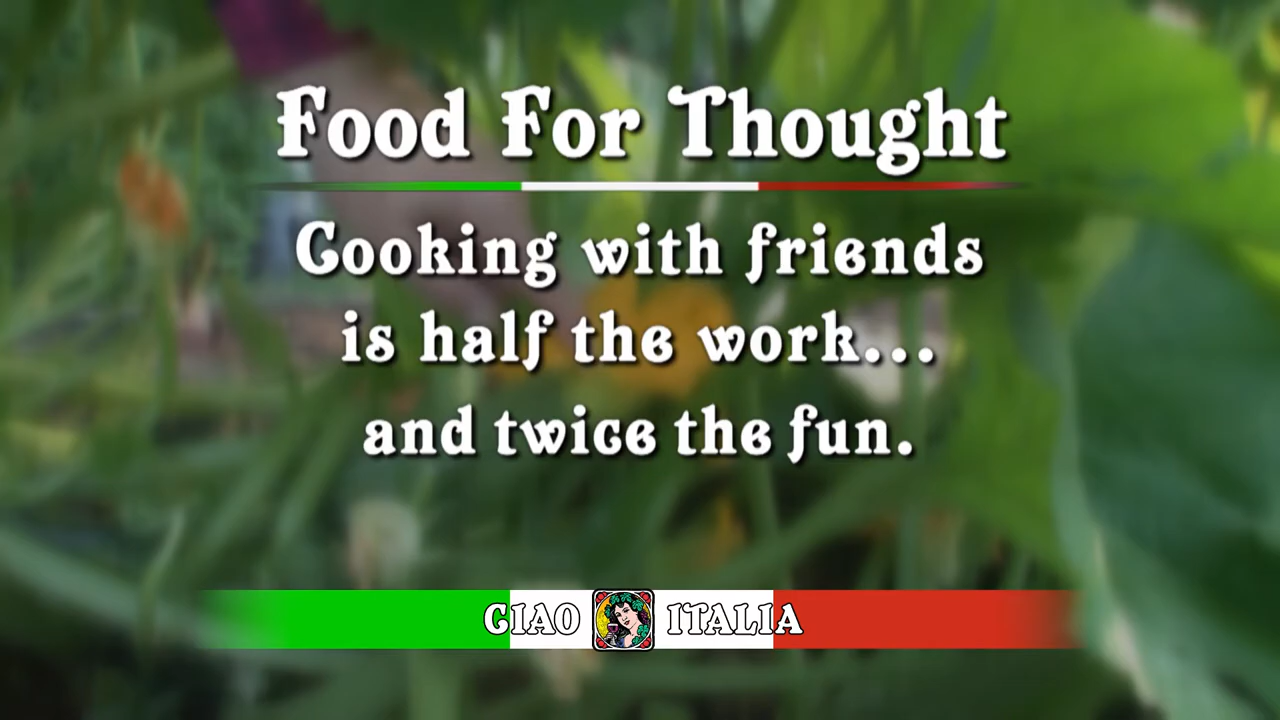 Food For Thought
Cooking with friends
is half the work...
and twice the fun.
CIAO ITALIA